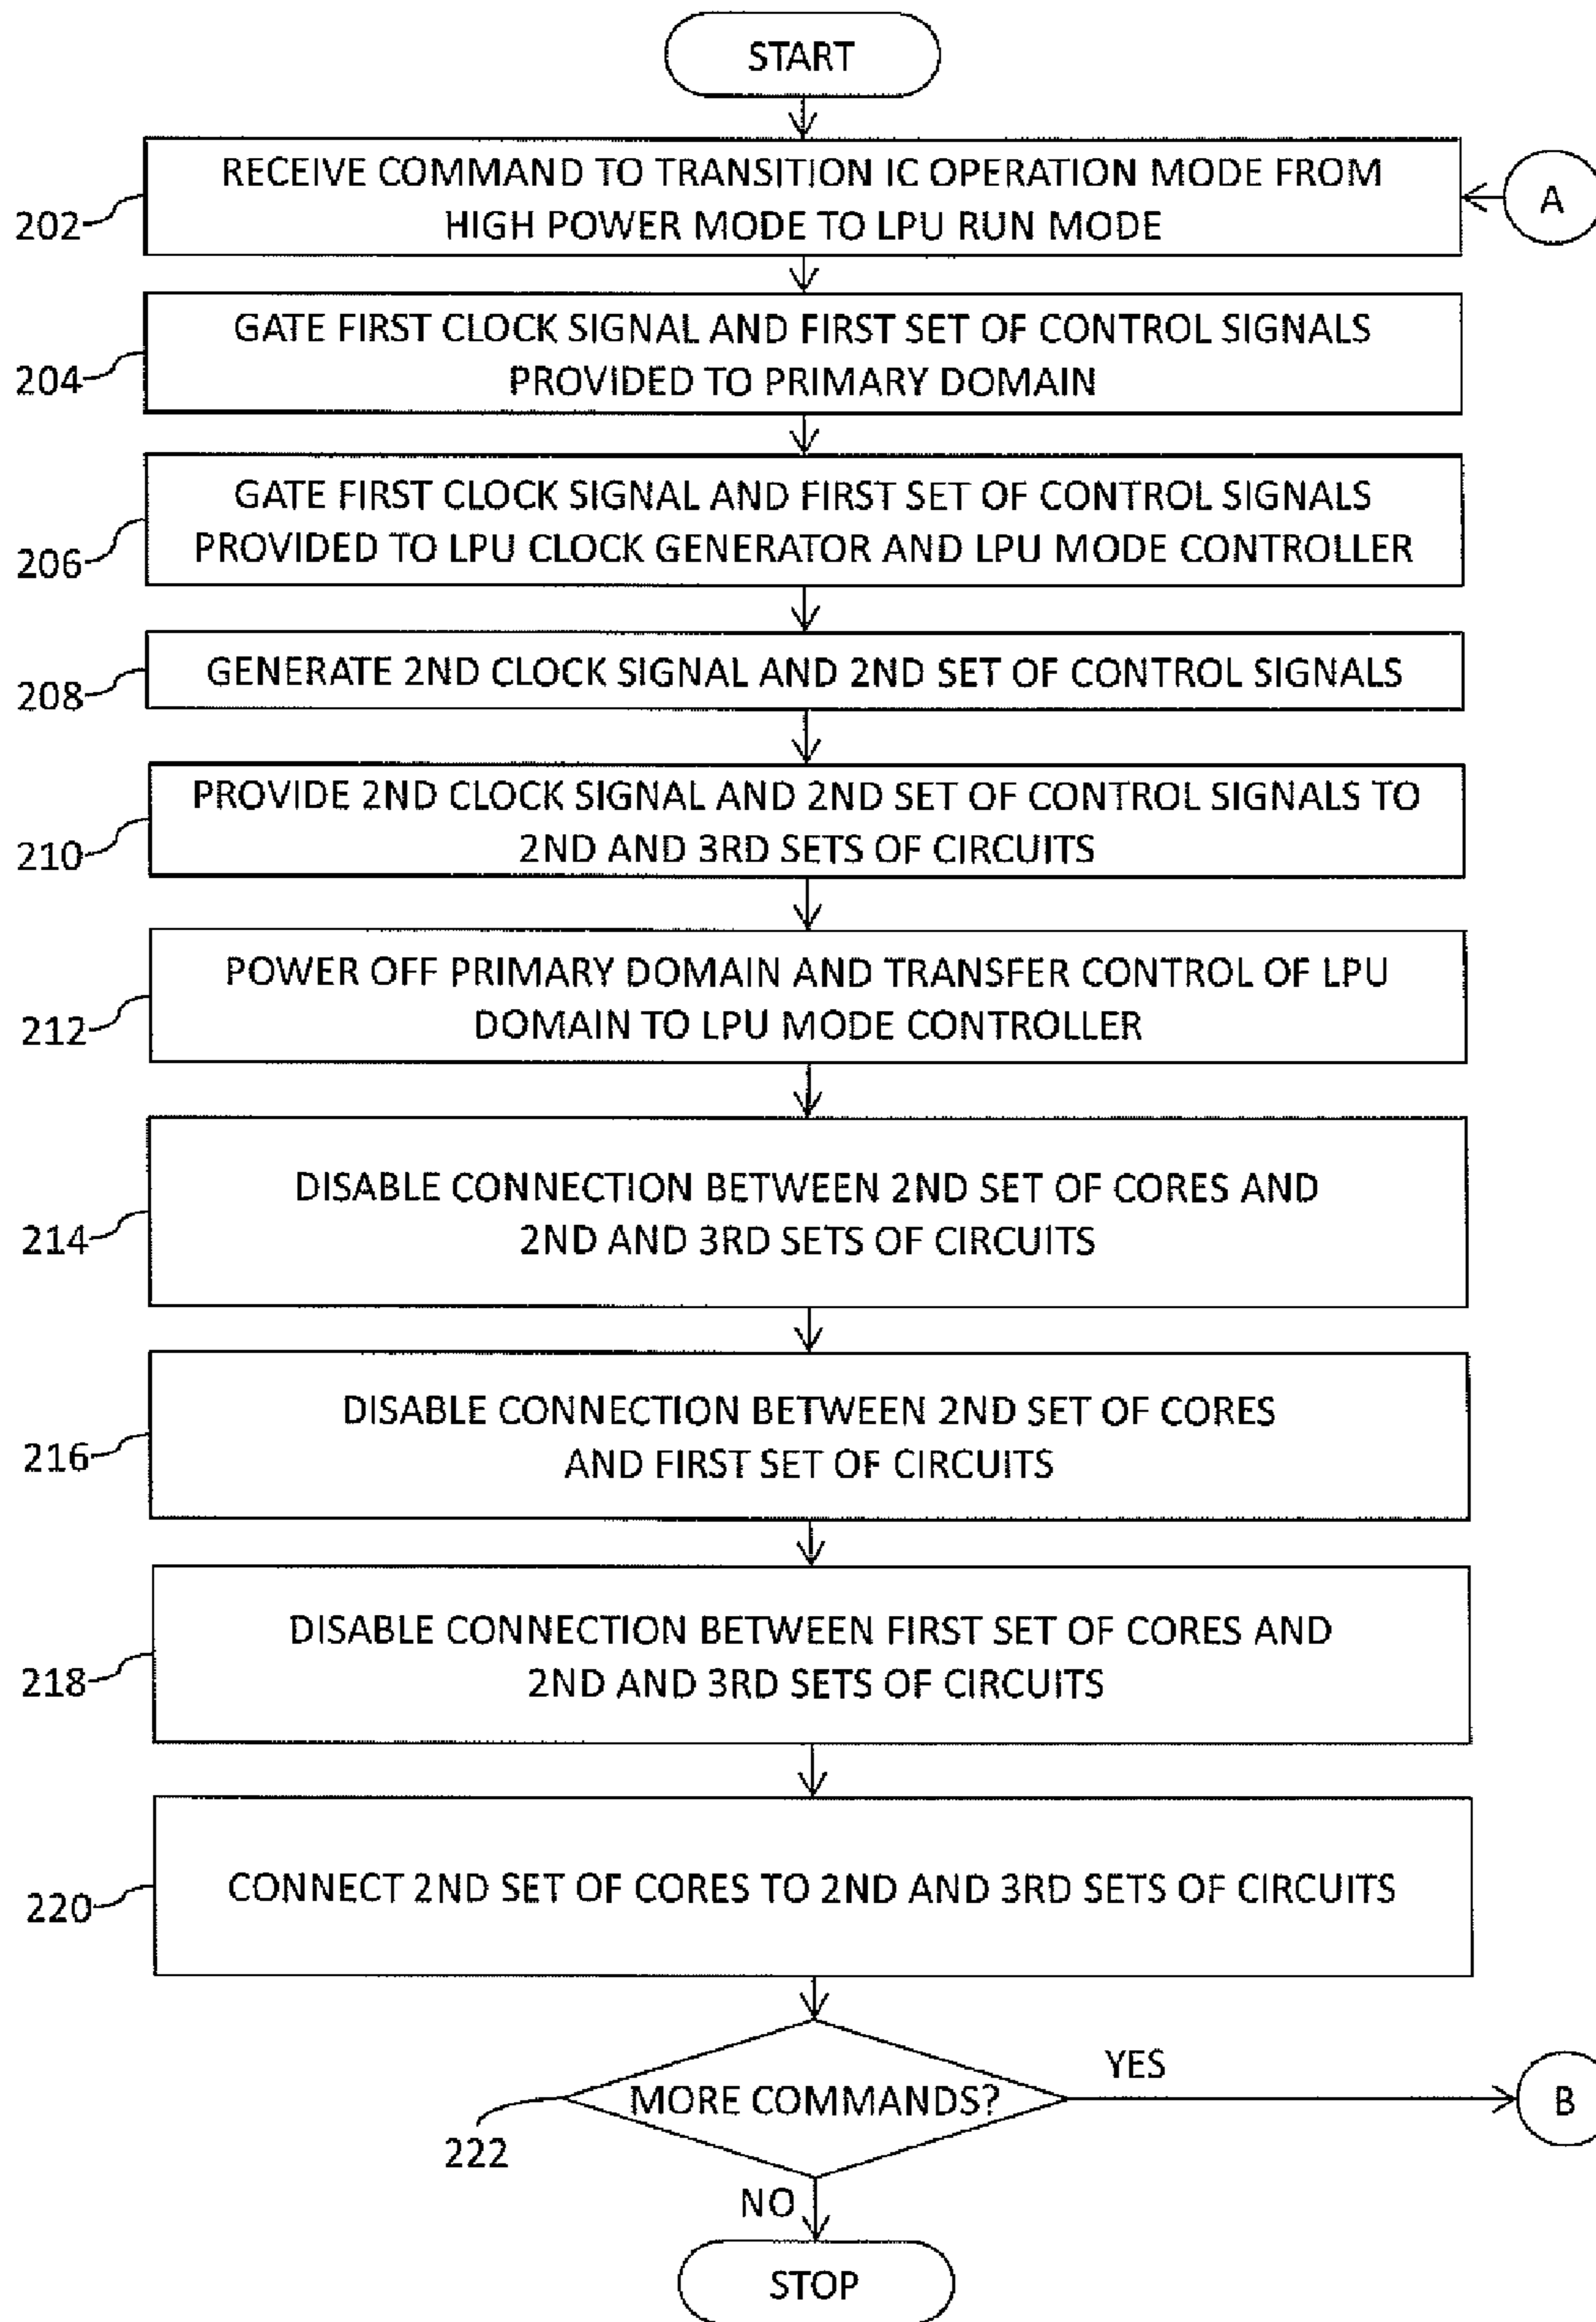 START
RECEIVE COMMAND TO TRANSITION IC OPERATION MODE FROM
HIGH POWER MODE TO LPU RUN MODE
A
202
GATE FIRST CLOCK SIGNAL AND FIRST SET OF CONTROL SIGNALS
PROVIDED TO PRIMARY DOMAIN
204
GATE FIRST CLOCK SIGNAL AND FIRST SET OF CONTROL SIGNALS
PROVIDED TO LPU CLOCK GENERATOR AND LPU MODE CONTROLLER
206
GENERATE 2ND CLOCK SIGNAL AND 2ND SET OF CONTROL SIGNALS
208
PROVIDE 2ND CLOCK SIGNAL AND 2ND SET OF CONTROL SIGNALS TO
2ND AND 3RD SETS OF CIRCUITS
210
POWER OFF PRIMARY DOMAIN AND TRANSFER CONTROL OF LPU
DOMAIN TO LPU MODE CONTROLLER
212
DISABLE CONNECTION BETWEEN 2ND SET OF CORES AND
2ND AND 3RD SETS OF CIRCUITS
214
DISABLE CONNECTION BETWEEN 2ND SET OF CORES
AND FIRST SET OF CIRCUITS
216
DISABLE CONNECTION BETWEEN FIRST SET OF CORES AND
2ND AND 3RD SETS OF CIRCUITS
218
CONNECT 2ND SET OF CORES TO 2ND AND 3RD SETS OF CIRCUITS
220
MORE COMMANDS?
YES
B
222
NO
STOP